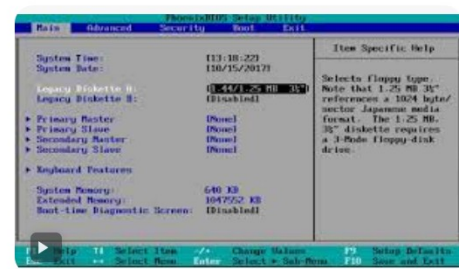 PhoenixBIOS Setup Utility
Main Advanced Security Boot Exit
Item Specific Help
System Time: [13:10:22]
System Date: [10/15/2017]
Legacy Diskette A: [1.44/1.25 MB 3½"]
Legacy Diskette B: [Disabled]
Primary Master [None]
Primary Slave [None]
Secondary Master [None]
Secondary Slave [None]
Keyboard Features
System Memory: 640 KB
Extended Memory: 1047552 KB
Boot-time Diagnostic Screen: [Disabled]
Selects floppy type.
Note that 1.25 MB 3½"
references a 1024 byte/
sector Japanese media
format. The 1.25 MB,
3½" diskette requires
a 3-Mode floppy-disk
drive.
Help ↑↓ Select Item -/+ Change Values F9 Setup Defaults
Exit ↔ Select Menu Enter Select ▶ Sub-Menu F10 Save and Exit